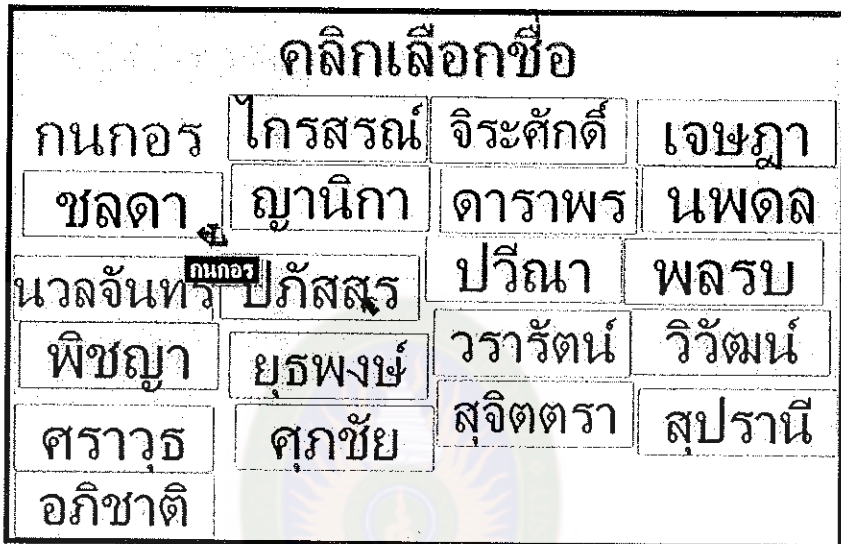 คลิกเลือกชื่อ
กนกอร ไกรสรณ์ จิระศักดิ์ เจษฎา
ชลดา ญานิกา ดาราพร นพดล
กนกอร
นวลจันทร์ ปภัสสร ปวีณา พลรบ
พิชญา ยุธพงษ์ วรารัตน์ วิวัฒน์
ศราวุธ ศุภชัย สุจิตตรา สุปรานี
อภิชาติ